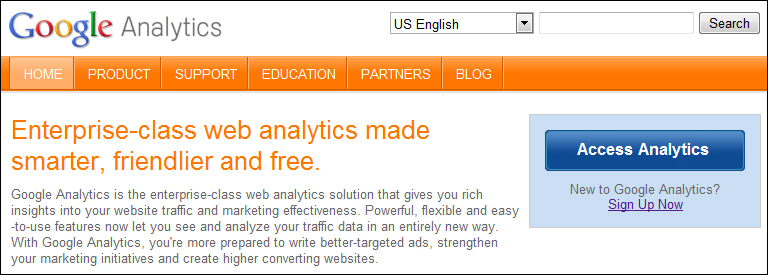 Google Analytics
US English
Search
HOME
PRODUCT
SUPPORT
EDUCATION
PARTNERS
BLOG
Enterprise-class web analytics made
smarter, friendlier and free.
Google Analytics is the enterprise-class web analytics solution that gives you rich
insights into your website traffic and marketing effectiveness. Powerful, flexible and easy
-to-use features now let you see and analyze your traffic data in an entirely new way.
With Google Analytics, you're more prepared to write better-targeted ads, strengthen
your marketing initiatives and create higher converting websites.
Access Analytics
New to Google Analytics?
Sign Up Now